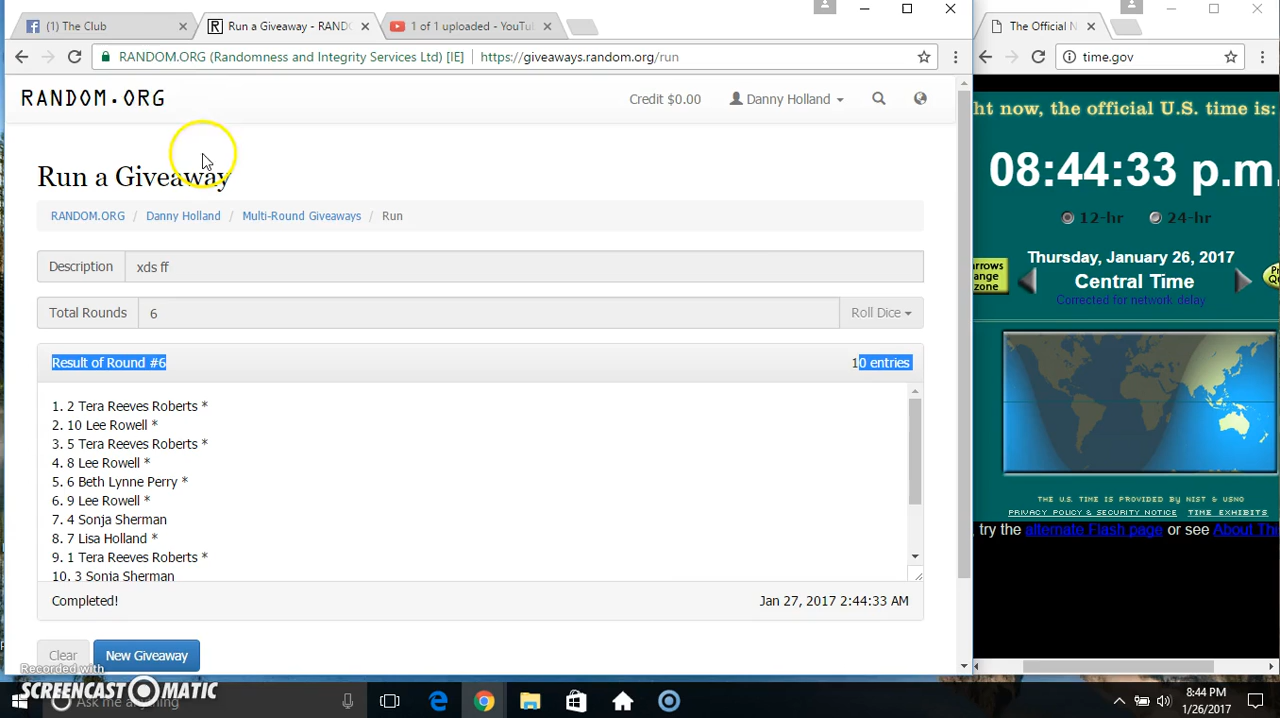 (1) The Club
Run a Giveaway - RANDO
1 of 1 uploaded - YouTu
The Official N
RANDOM.ORG (Randomness and Integrity Services Ltd) [IE]
https://giveaways.random.org/run
time.gov
RANDOM.ORG
Credit $0.00
Danny Holland
Run a Giveaway
RANDOM.ORG / Danny Holland / Multi-Round Giveaways / Run
Description xds ff
Total Rounds 6 Roll Dice
Result of Round #6 10 entries
1. 2 Tera Reeves Roberts *
2. 10 Lee Rowell *
3. 5 Tera Reeves Roberts *
4. 8 Lee Rowell *
5. 6 Beth Lynne Perry *
6. 9 Lee Rowell *
7. 4 Sonja Sherman
8. 7 Lisa Holland *
9. 1 Tera Reeves Roberts *
10. 3 Sonja Sherman
Completed! Jan 27, 2017 2:44:33 AM
Clear New Giveaway
ht now, the official U.S. time is:
08:44:33 p.m.
12-hr 24-hr
Thursday, January 26, 2017
Central Time
Corrected for network delay
arrows
ange
zone
THE U.S. TIME IS PROVIDED BY NIST & USNO
PRIVACY POLICY & SECURITY NOTICE TIME EXHIBITS
, try the alternate Flash page or see About Thi
Recorded with
SCREENCAST-O-MATIC
Ask me anything
8:44 PM
1/26/2017